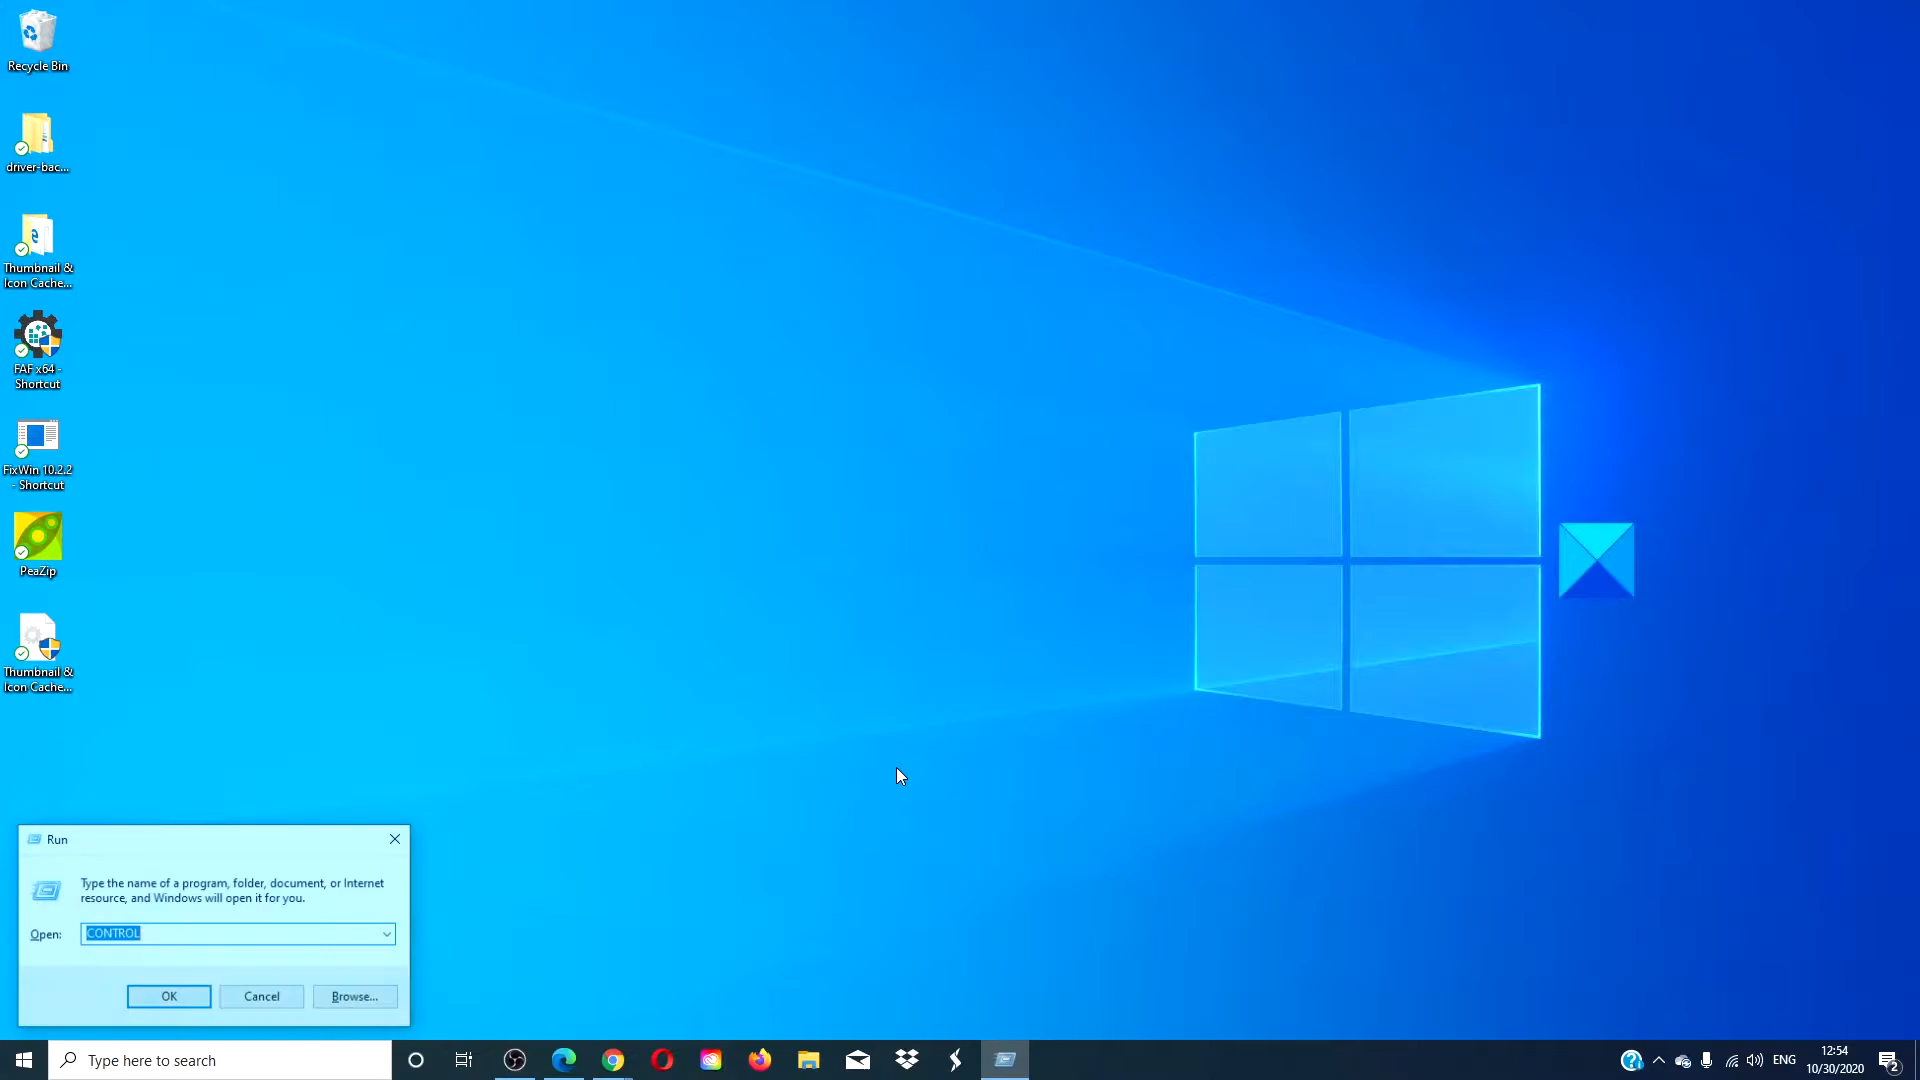 Recycle Bin
driver-bac...
Thumbnail &
Icon Cache...
FAF x64 -
Shortcut
FixWin 10.2.2
- Shortcut
PeaZip
Thumbnail &
Icon Cache...
Run
Type the name of a program, folder, document, or Internet
resource, and Windows will open it for you.
Open:
CONTROL
OK
Cancel
Browse...
Type here to search
ENG
12:54
10/30/2020
2